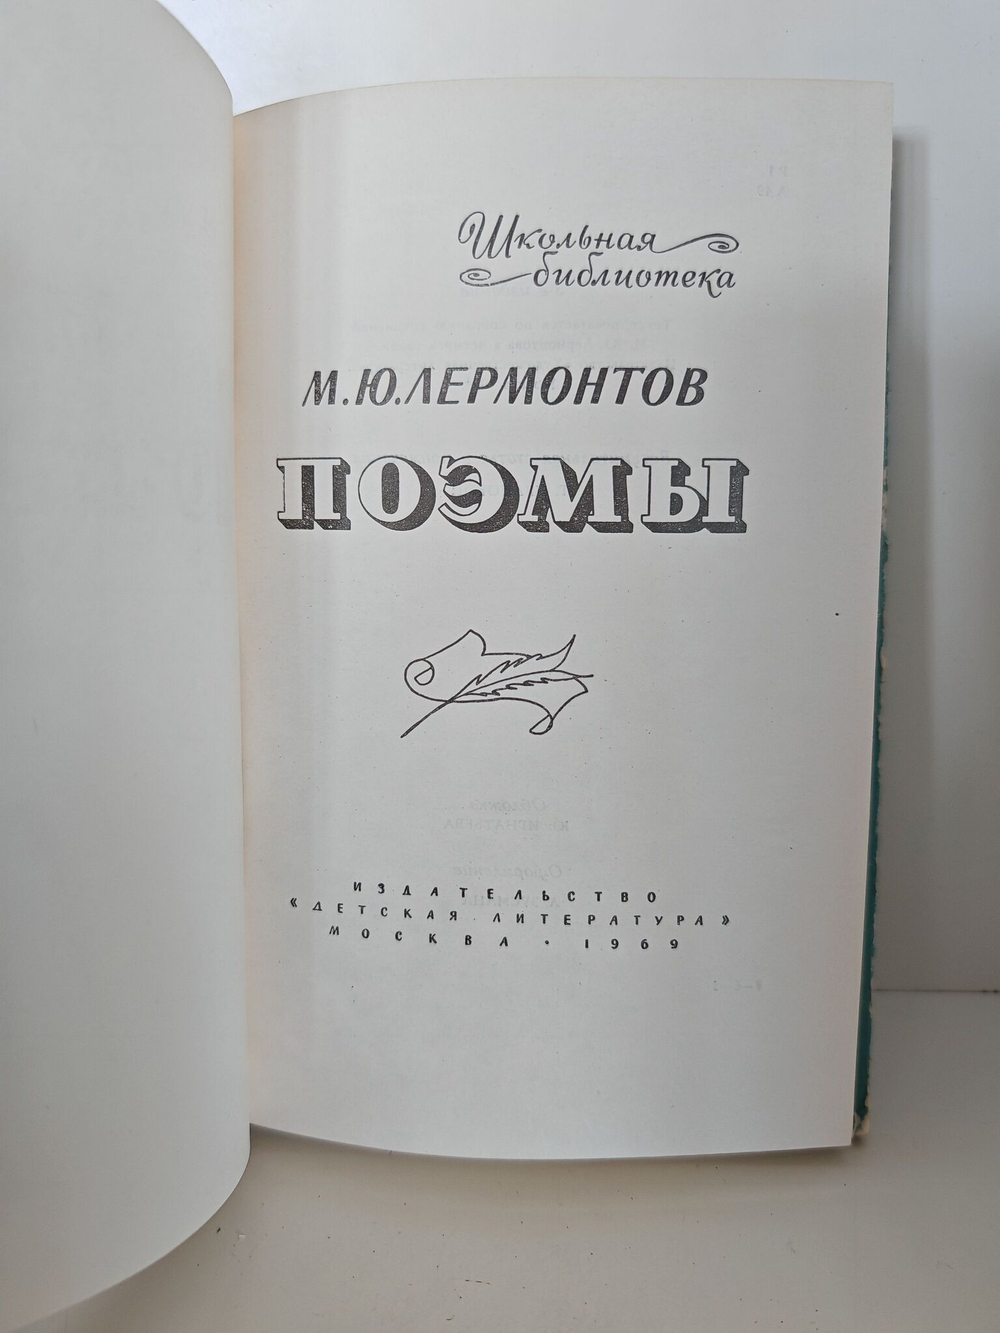 Школьная
библиотека
М.Ю.ЛЕРМОНТОВ
ПОЭМЫ
ИЗДАТЕЛЬСТВО
«ДЕТСКАЯ ЛИТЕРАТУРА»
МОСКВА • 1969